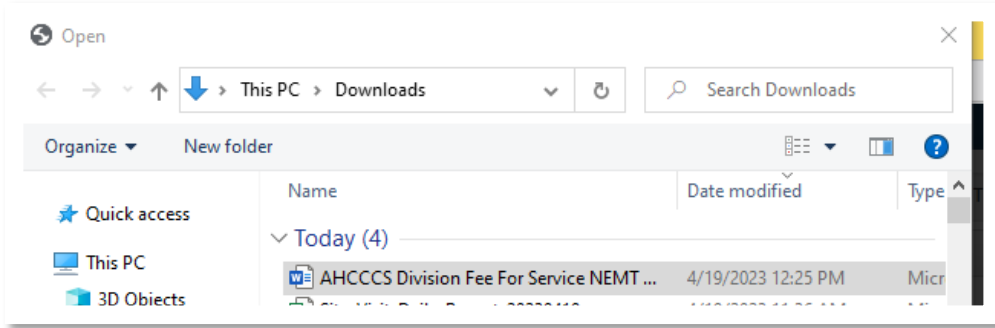 Open
This PC > Downloads
Search Downloads
Organize
New folder
?
Name
Date modified
Type
Quick access
Today (4)
This PC
AHCCCS Division Fee For Service NEMT ...
4/19/2023 12:25 PM
Micr
3D Objects